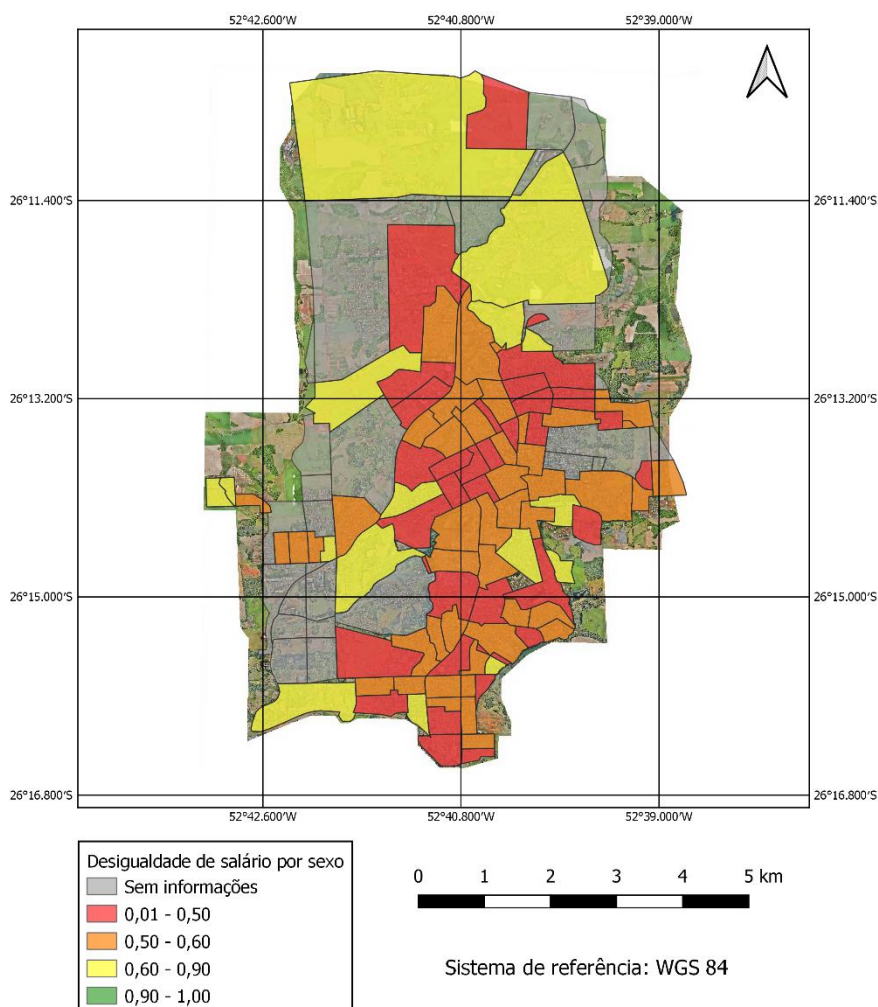 52°42.600'W 52°40.800'W 52°39.000'W
26°11.400'S 26°11.400'S
26°13.200'S 26°13.200'S
26°15.000'S 26°15.000'S
26°16.800'S 26°16.800'S
52°42.600'W 52°40.800'W 52°39.000'W
Desigualdade de salário por sexo
Sem informações
0,01 - 0,50
0,50 - 0,60
0,60 - 0,90
0,90 - 1,00
0 1 2 3 4 5 km
Sistema de referência: WGS 84